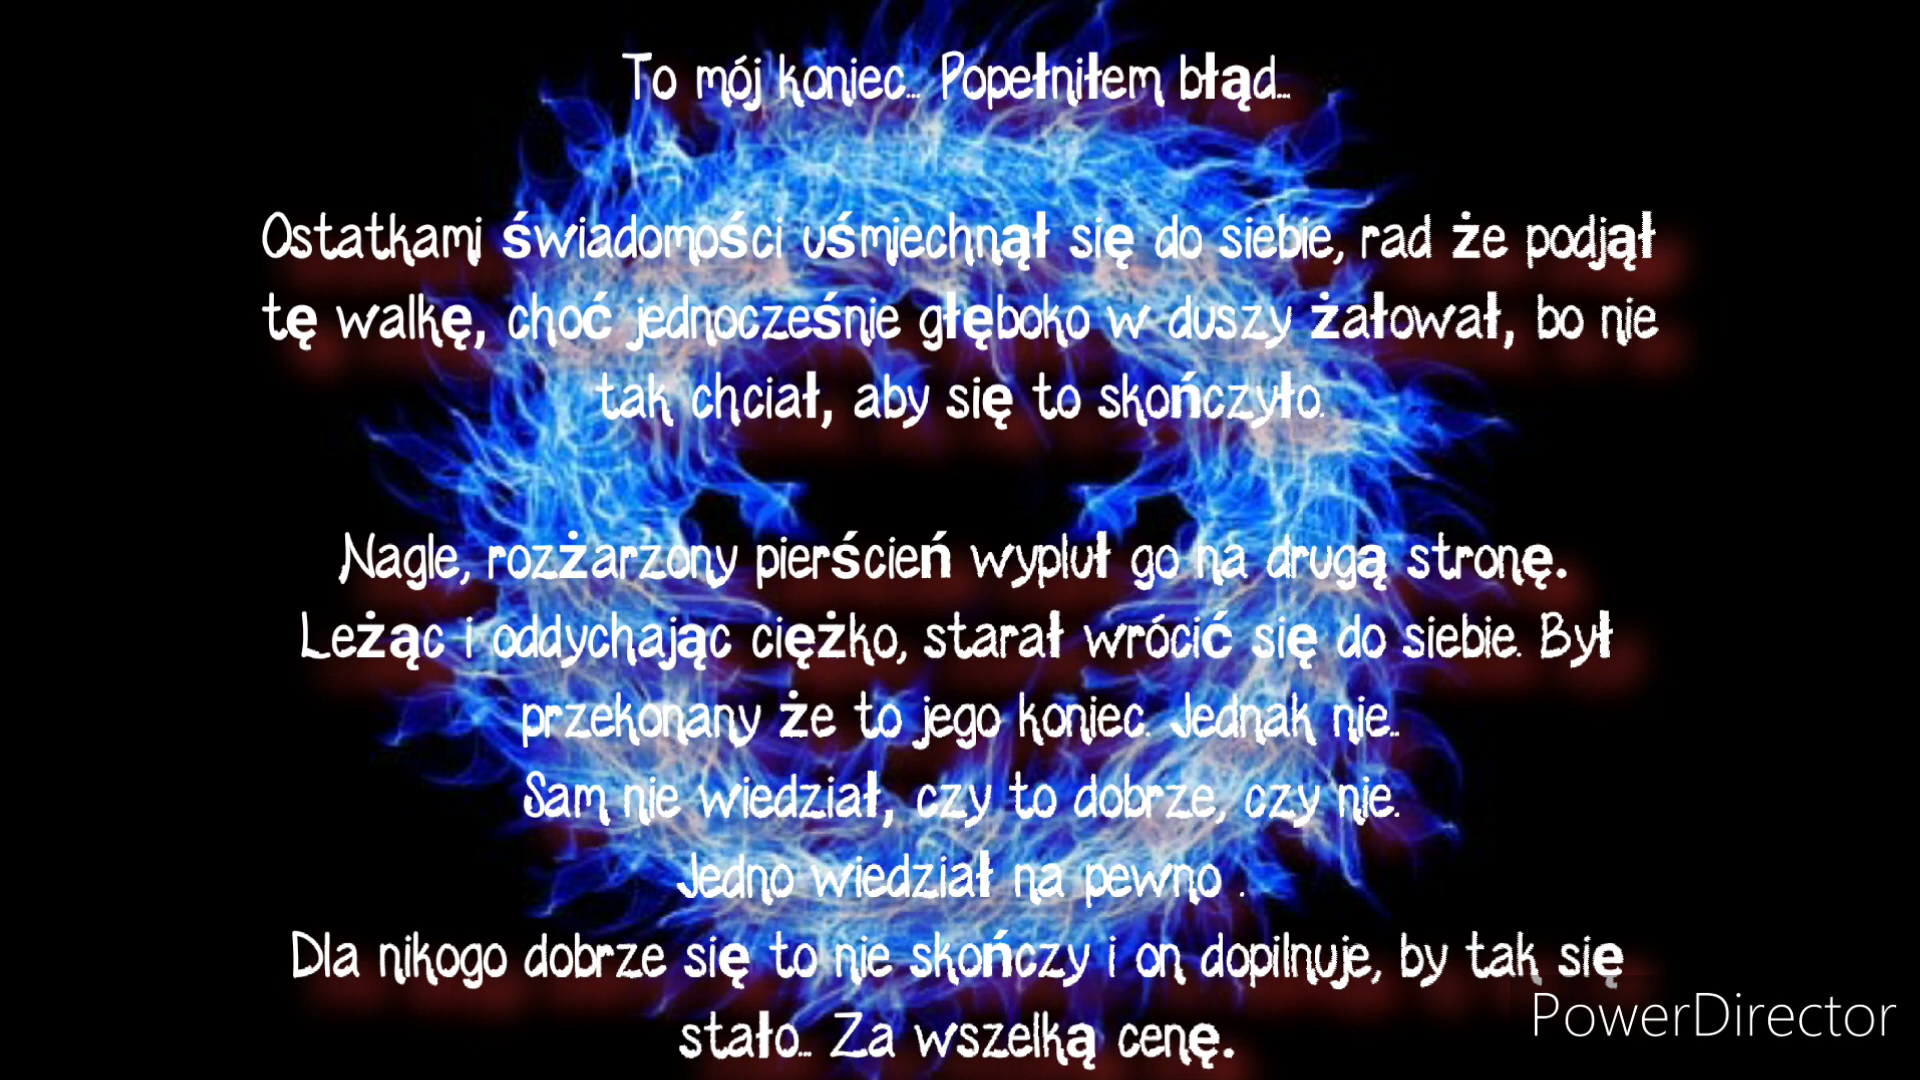 To mój koniec... Popełniłem błąd...
Ostatkami świadomości uśmiechnął się do siebie, rad że podjął
tę walkę, choć jednocześnie głęboko w duszy żałował, bo nie
tak chciał, aby się to skończyło.
Nagle, rozżarzony pierścień wypluł go na drugą stronę.
Leżąc i oddychając ciężko, starał wrócić się do siebie. Był
przekonany że to jego koniec. Jednak nie..
Sam nie wiedział, czy to dobrze, czy nie.
Jedno wiedział na pewno .
Dla nikogo dobrze się to nie skończy i on dopilnuje, by tak się
stało... Za wszelką cenę.
PowerDirector